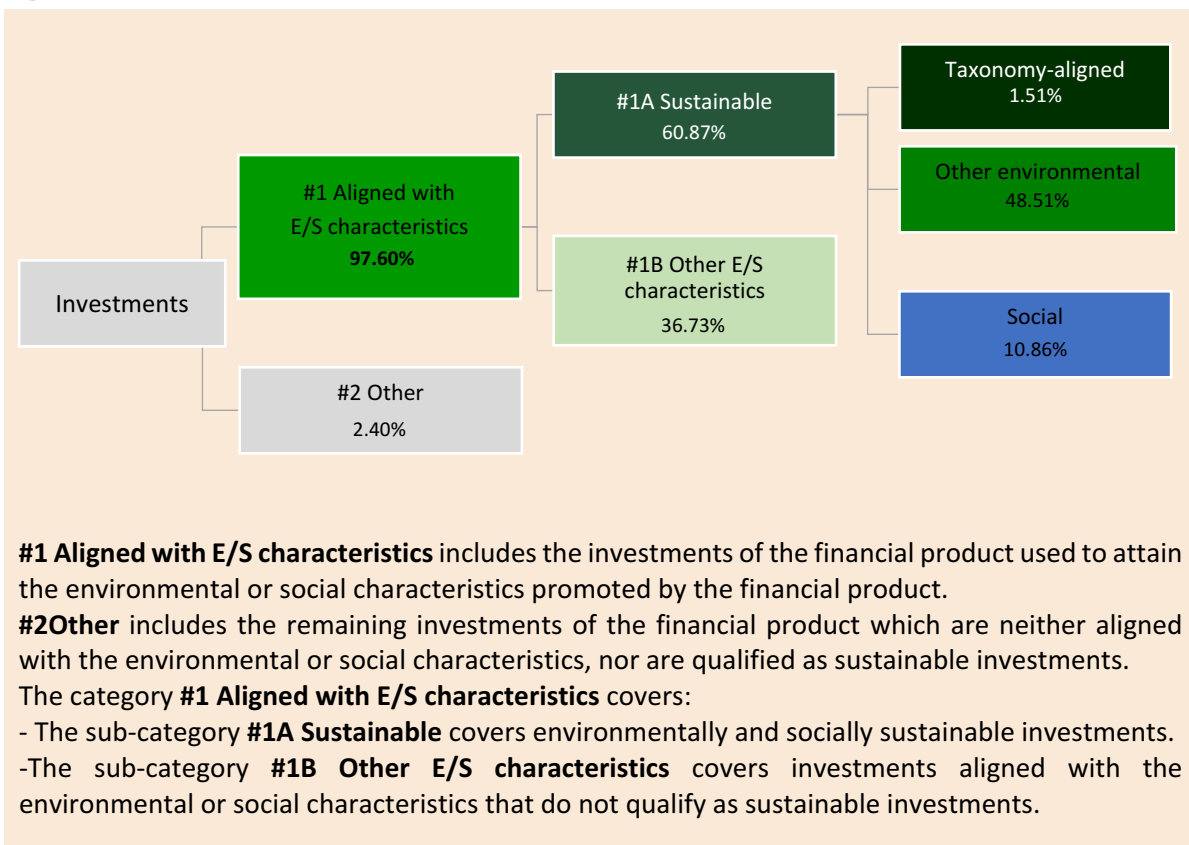 Investments
#1 Aligned with
E/S characteristics
97.60%
#2 Other
2.40%
#1A Sustainable
60.87%
#1B Other E/S
characteristics
36.73%
Taxonomy-aligned
1.51%
Other environmental
48.51%
Social
10.86%
#1 Aligned with E/S characteristics includes the investments of the financial product used to attain
the environmental or social characteristics promoted by the financial product.
#2Other includes the remaining investments of the financial product which are neither aligned
with the environmental or social characteristics, nor are qualified as sustainable investments.
The category #1 Aligned with E/S characteristics covers:
- The sub-category #1A Sustainable covers environmentally and socially sustainable investments.
-The sub-category #1B Other E/S characteristics covers investments aligned with the
environmental or social characteristics that do not qualify as sustainable investments.